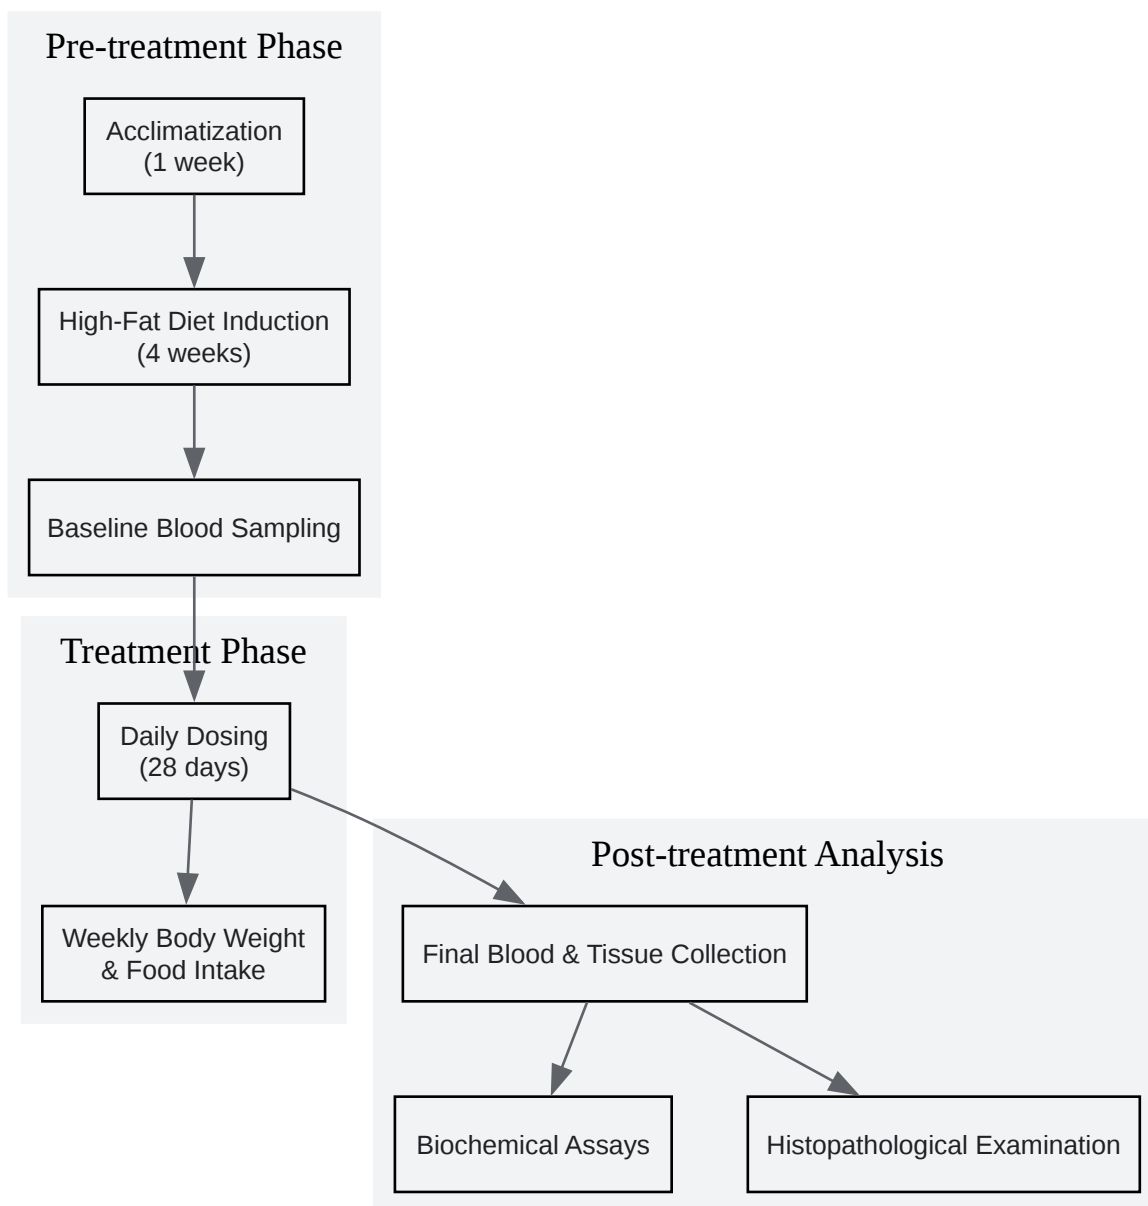 Pre-treatment Phase
Acclimatization
(1 week)
High-Fat Diet Induction
(4 weeks)
Baseline Blood Sampling
Treatment Phase
Daily Dosing
(28 days)
Weekly Body Weight
& Food Intake
Post-treatment Analysis
Final Blood & Tissue Collection
Biochemical Assays
Histopathological Examination